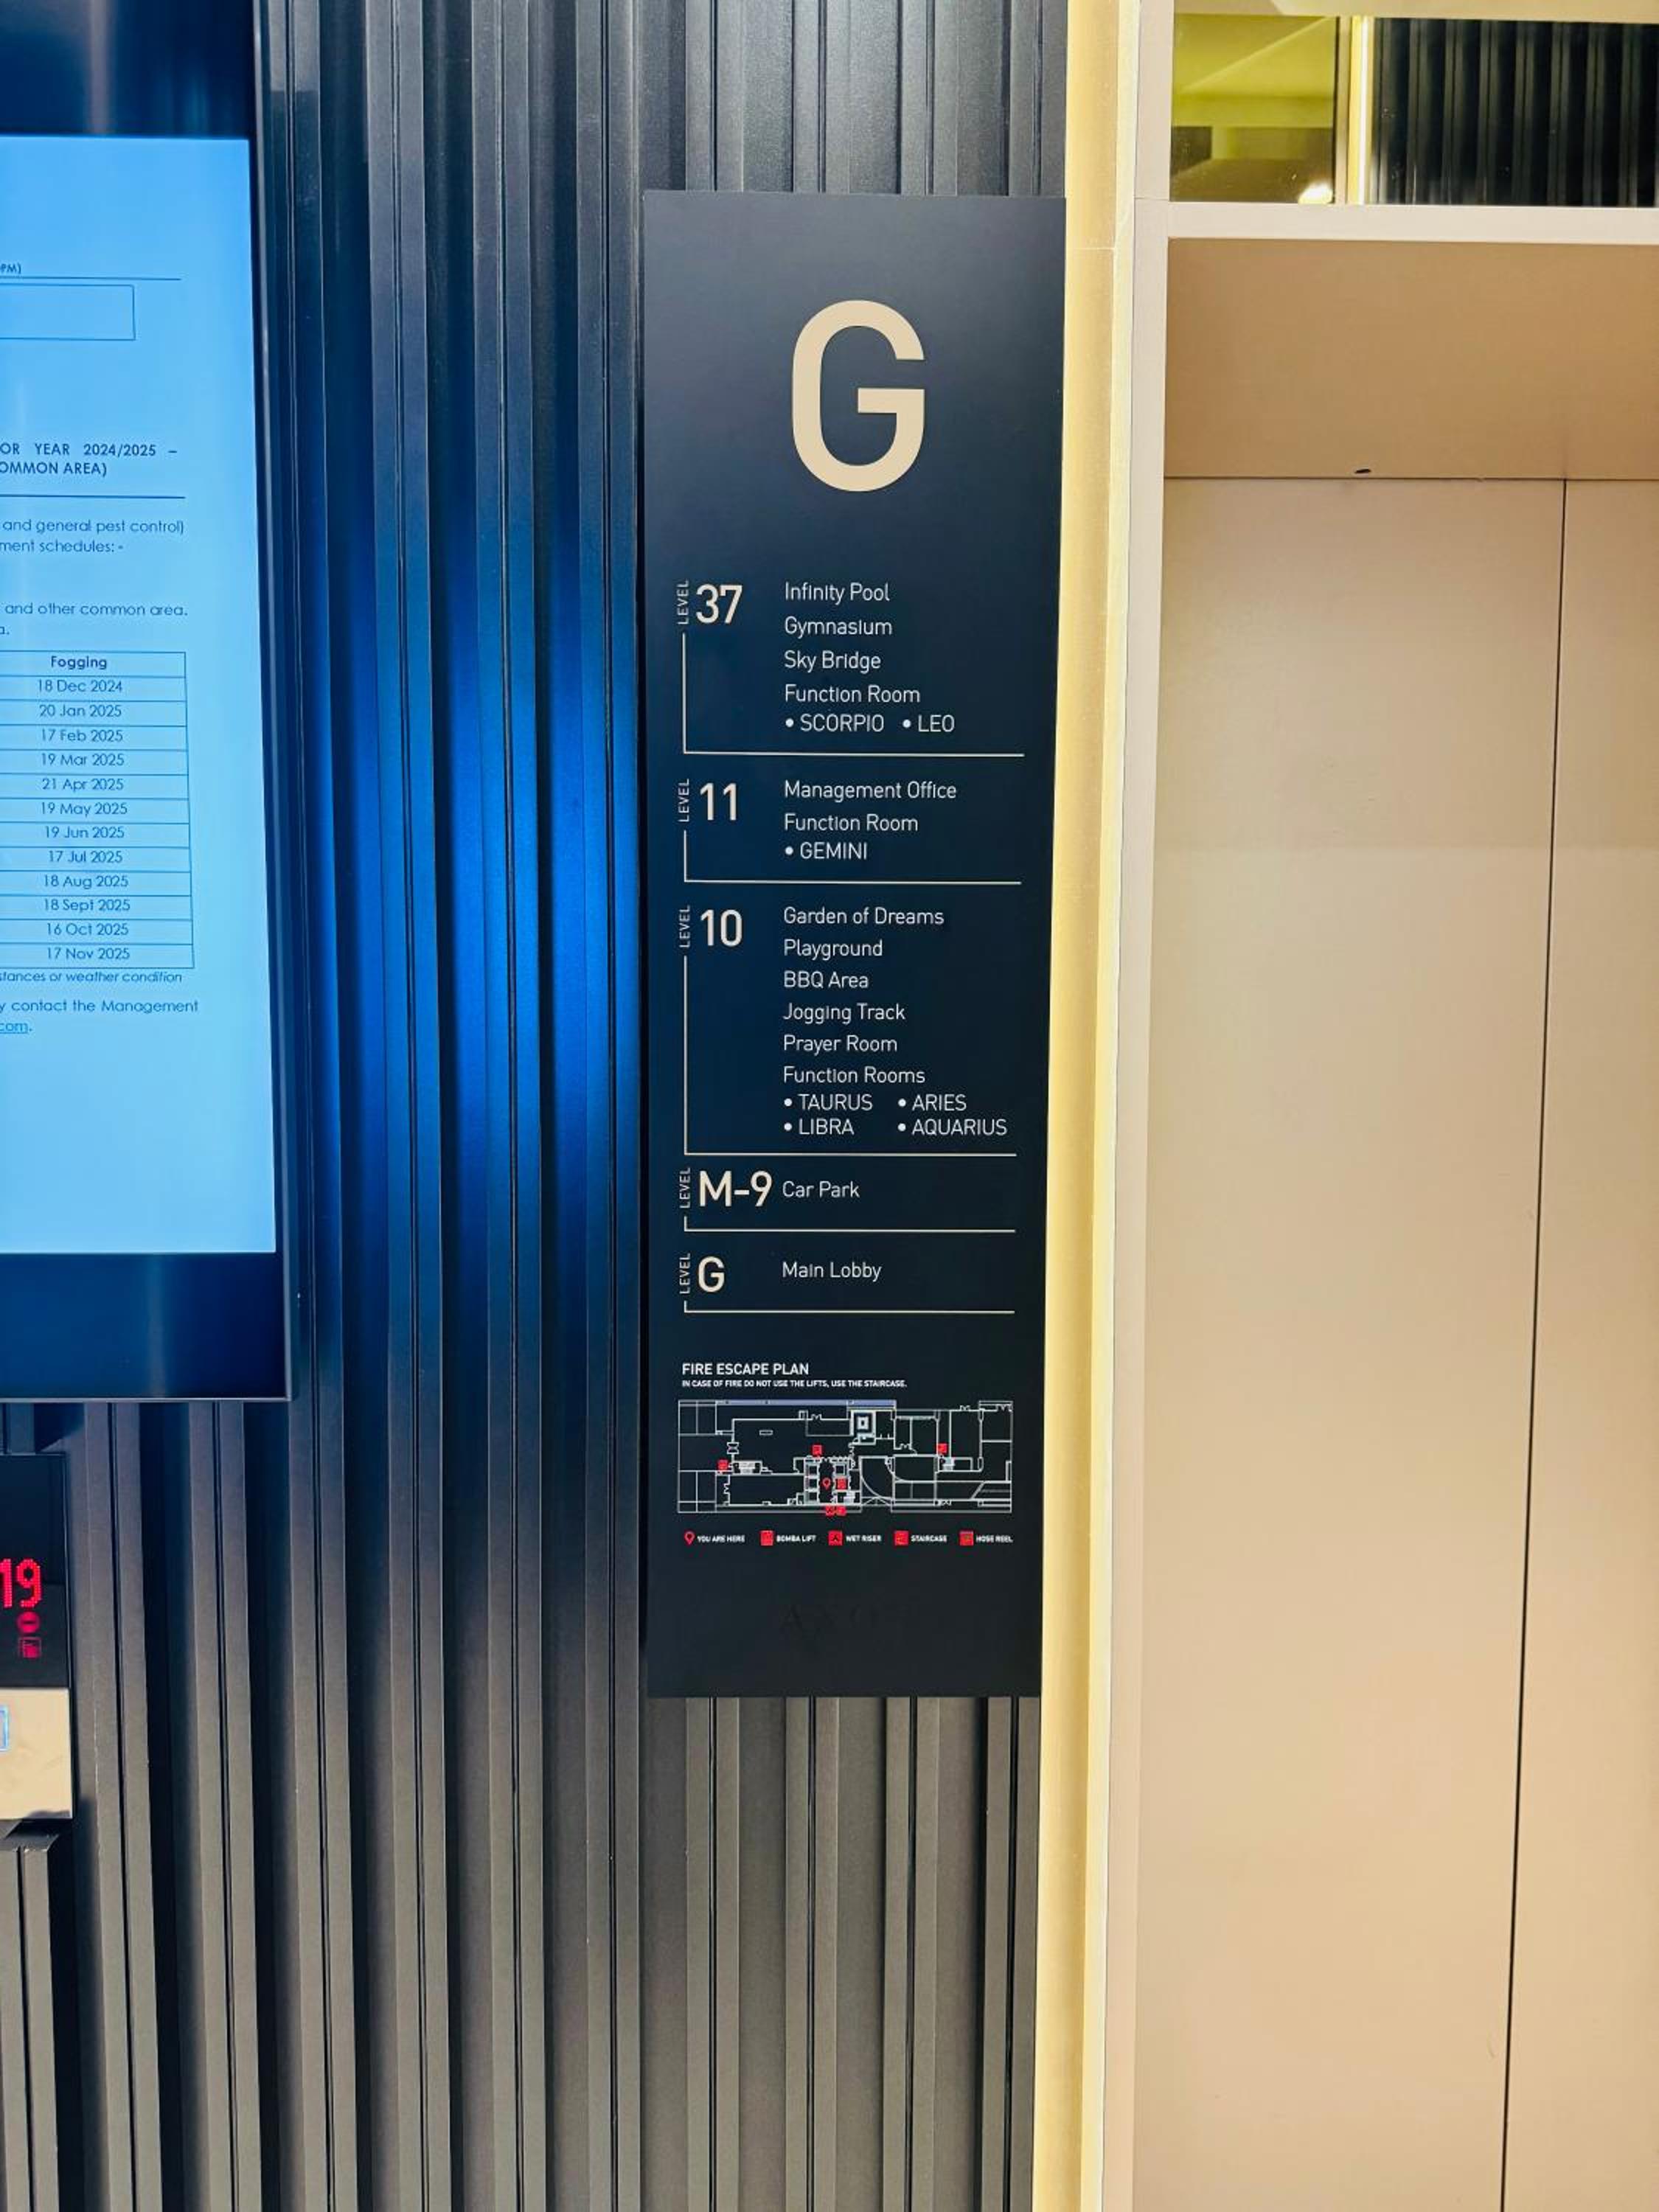 PM)
OR YEAR 2024/2025 –
OMMON AREA)
and general pest control)
ment schedules: -
and other common area.
a.
Fogging
18 Dec 2024
20 Jan 2025
17 Feb 2025
19 Mar 2025
21 Apr 2025
19 May 2025
19 Jun 2025
17 Jul 2025
18 Aug 2025
18 Sept 2025
16 Oct 2025
17 Nov 2025
stances or weather condition
y contact the Management
com.
19
G
LEVEL 37 Infinity Pool
Gymnasium
Sky Bridge
Function Room
• SCORPIO • LEO
LEVEL 11 Management Office
Function Room
• GEMINI
LEVEL 10 Garden of Dreams
Playground
BBQ Area
Jogging Track
Prayer Room
Function Rooms
• TAURUS • ARIES
• LIBRA • AQUARIUS
LEVEL M-9 Car Park
LEVEL G Main Lobby
FIRE ESCAPE PLAN
IN CASE OF FIRE DO NOT USE THE LIFTS, USE THE STAIRCASE.
YOU ARE HERE BOMBA LIFT WET RISER STAIRCASE HOSE REEL